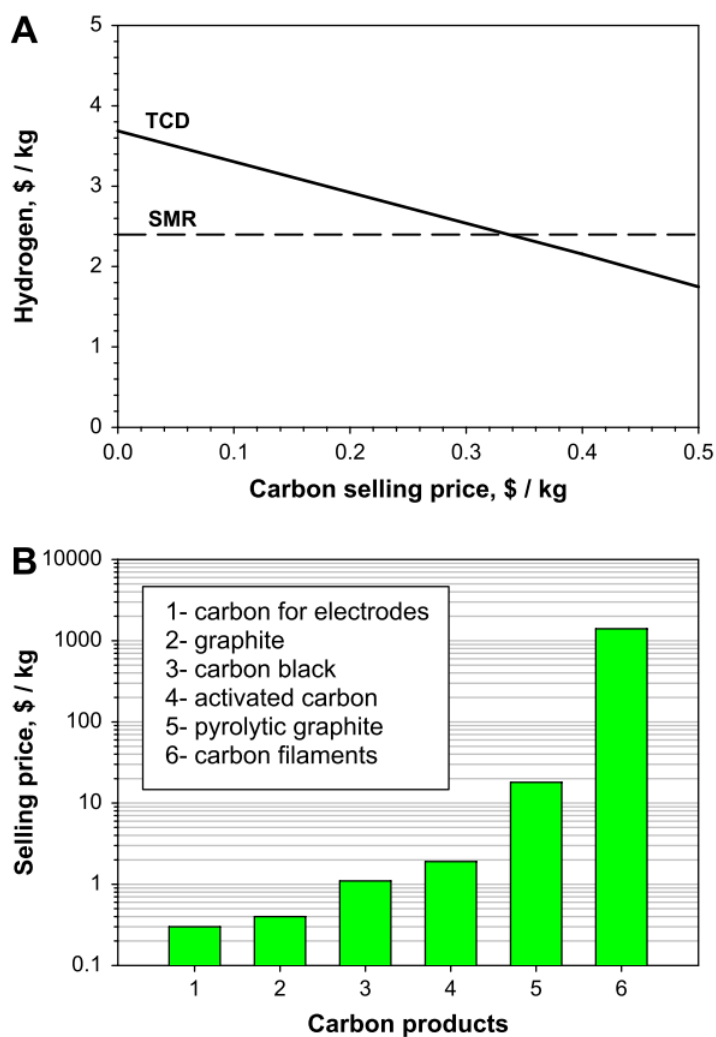 A
5
4
3
2
1
0
Hydrogen, $ / kg
TCD
SMR
0.0 0.1 0.2 0.3 0.4 0.5
Carbon selling price, $ / kg
B
10000
1000
100
10
1
0.1
Selling price, $ / kg
1- carbon for electrodes
2- graphite
3- carbon black
4- activated carbon
5- pyrolytic graphite
6- carbon filaments
1 2 3 4 5 6
Carbon products